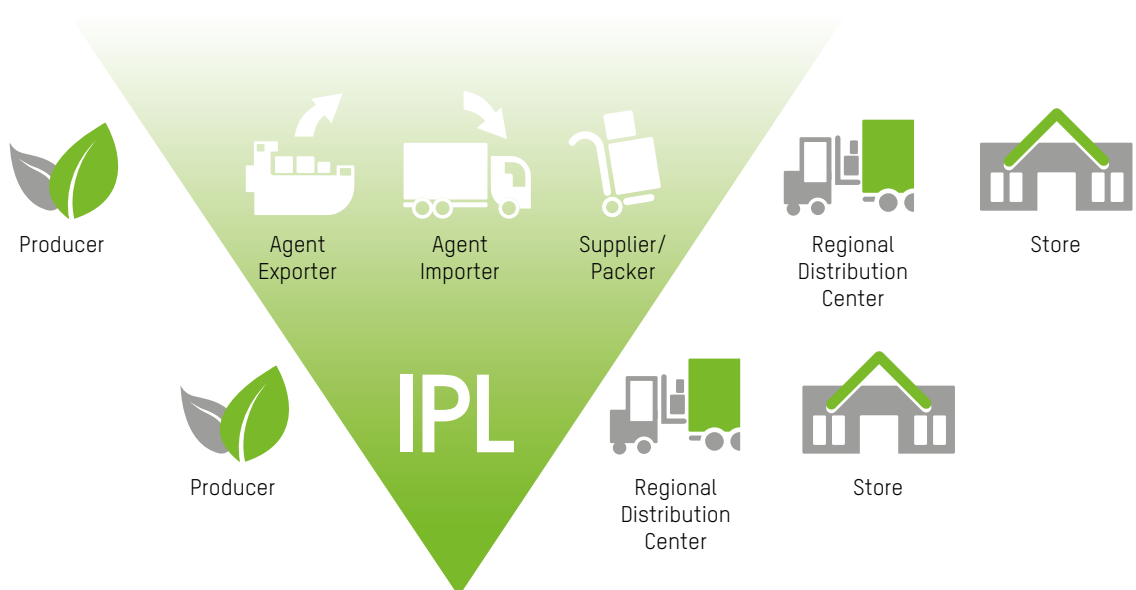 Producer
Agent
Exporter
Agent
Importer
Supplier/
Packer
Regional
Distribution
Center
Store
IPL
Producer
Regional
Distribution
Center
Store